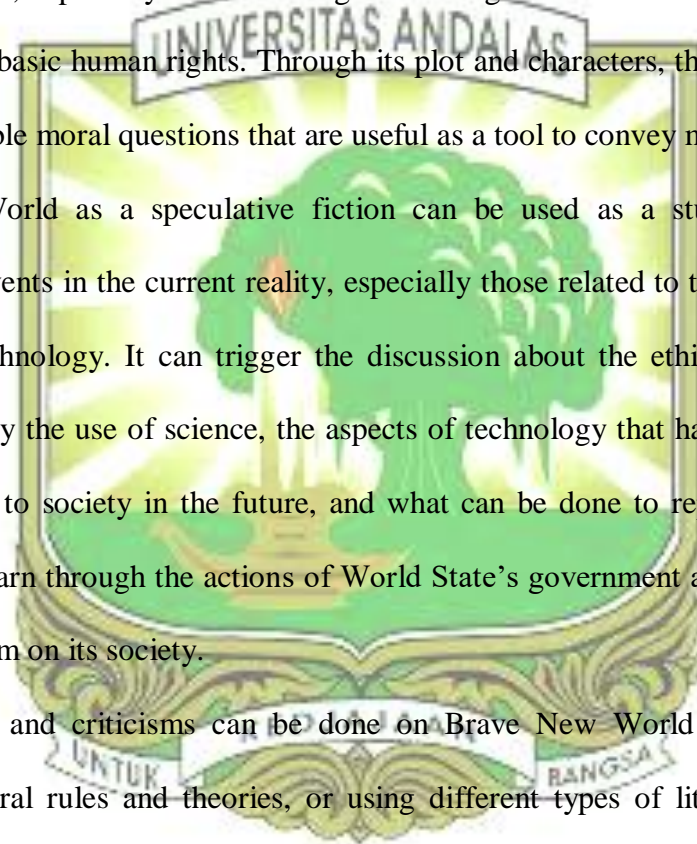 UNIVERSITAS ANDALAS
basic human rights. Through its plot and characters, th
ble moral questions that are useful as a tool to convey
World as a speculative fiction can be used as a stu
vents in the current reality, especially those related to t
chnology. It can trigger the discussion about the ethi
y the use of science, the aspects of technology that ha
to society in the future, and what can be done to re
arn through the actions of World State's government a
m on its society.
and criticisms can be done on Brave New World
UNTUK KEDJAJAAN BANGSA
ral rules and theories, or using different types of lit